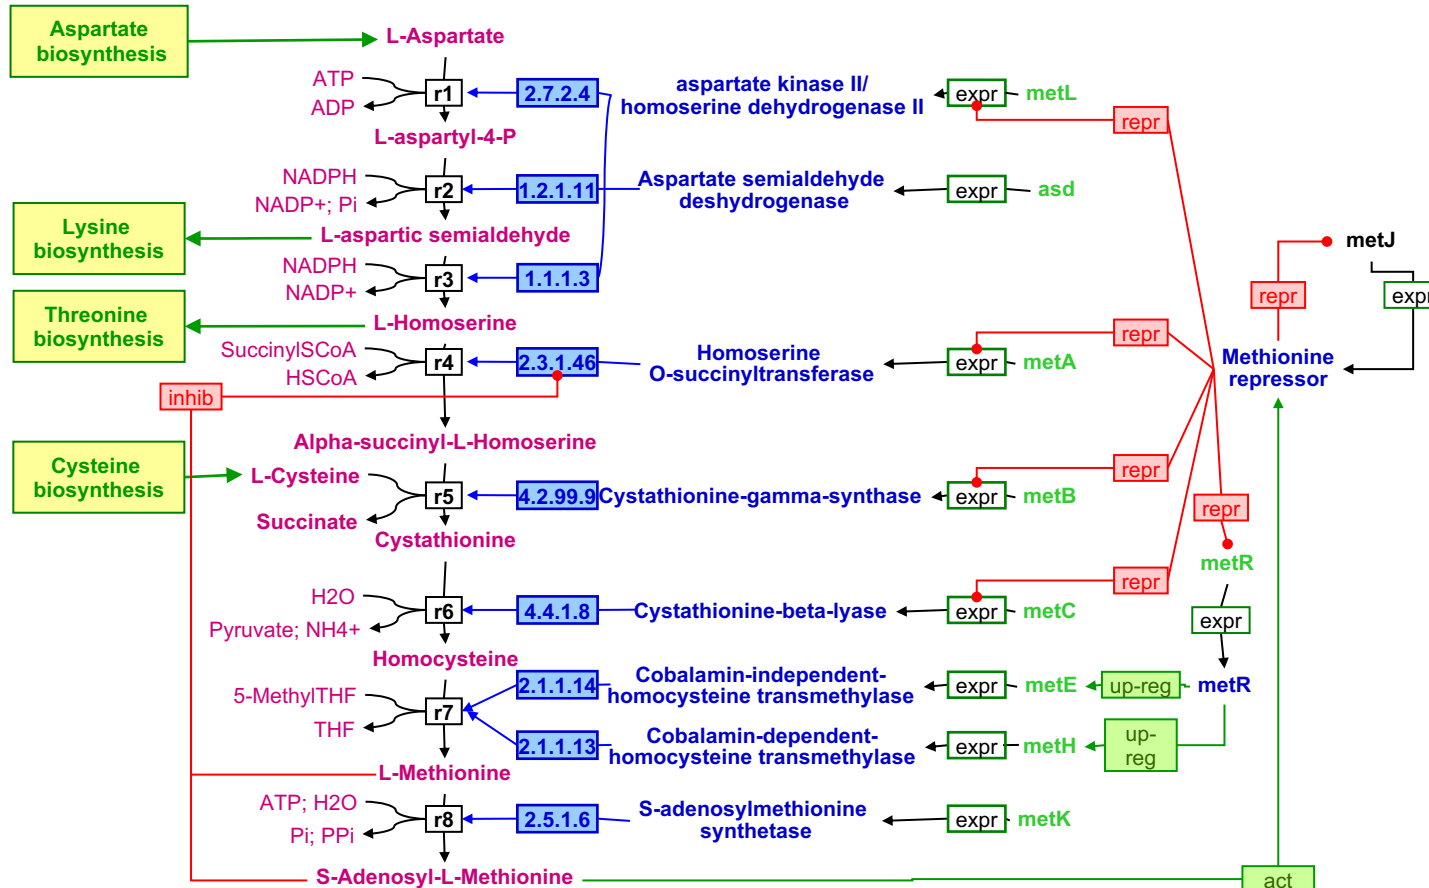 Aspartate
biosynthesis
L-Aspartate
ATP
ADP
r1
2.7.2.4
aspartate kinase II/
homoserine dehydrogenase II
expr
metL
repr
L-aspartyl-4-P
NADPH
NADP+; Pi
r2
1.2.1.11
Aspartate semialdehyde
deshydrogenase
expr
asd
Lysine
biosynthesis
L-aspartic semialdehyde
NADPH
NADP+
r3
1.1.1.3
metJ
repr
expr
Threonine
biosynthesis
L-Homoserine
SuccinylSCoA
HSCoA
r4
2.3.1.46
Homoserine
O-succinyltransferase
expr
metA
repr
Methionine
repressor
inhib
Alpha-succinyl-L-Homoserine
Cysteine
biosynthesis
L-Cysteine
Succinate
r5
4.2.99.9
Cystathionine-gamma-synthase
expr
metB
repr
repr
Cystathionine
metR
H2O
Pyruvate; NH4+
r6
4.4.1.8
Cystathionine-beta-lyase
expr
metC
repr
expr
Homocysteine
5-MethylTHF
THF
r7
2.1.1.14
Cobalamin-independent-
homocysteine transmethylase
expr
metE
up-reg
metR
2.1.1.13
Cobalamin-dependent-
homocysteine transmethylase
expr
metH
up-
reg
L-Methionine
ATP; H2O
Pi; PPi
r8
2.5.1.6
S-adenosylmethionine
synthetase
expr
metK
S-Adenosyl-L-Methionine
act